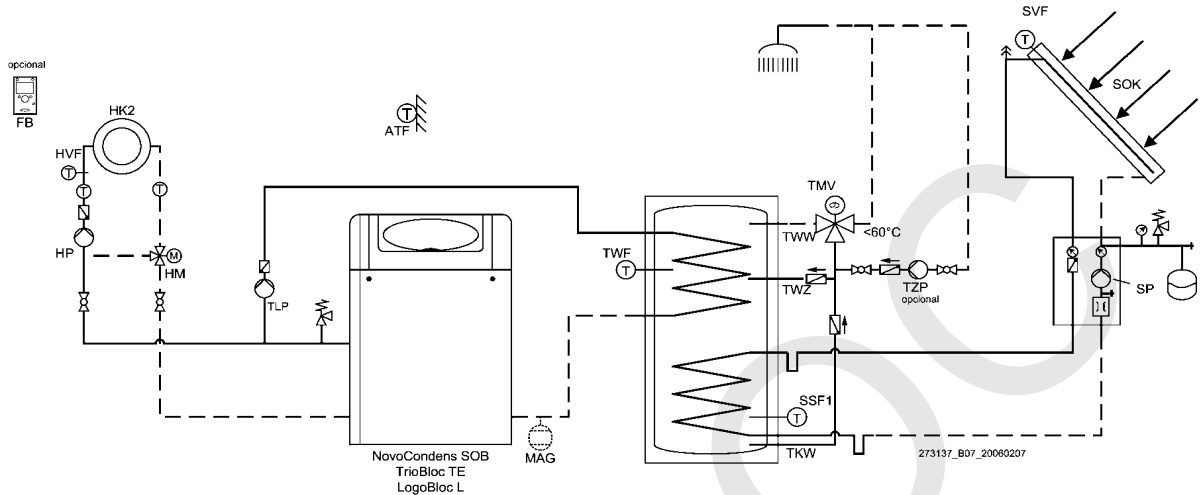 SVF
T
opcional
SOK
HK2
T
FB
ATF
HVF
T
T
T
TMV
TWW
<60°C
TWF
HP
M
HM
T
TWZ
TZP
opcional
SP
TLP
SSF1
T
MAG
TKW
273137_B07_20060207
NovoCondens SOB
TrioBloc TE
LogoBloc L